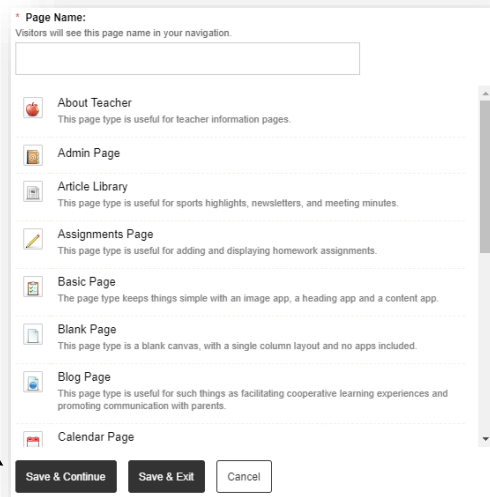 * Page Name:
Visitors will see this page name in your navigation.
About Teacher
This page type is useful for teacher information pages.
Admin Page
Article Library
This page type is useful for sports highlights, newsletters, and meeting minutes.
Assignments Page
This page type is useful for adding and displaying homework assignments.
Basic Page
The page type keeps things simple with an image app, a heading app and a content app.
Blank Page
This page type is a blank canvas, with a single column layout and no apps included.
Blog Page
This page type is useful for such things as facilitating cooperative learning experiences and
promoting communication with parents.
Calendar Page
Save & Continue Save & Exit Cancel